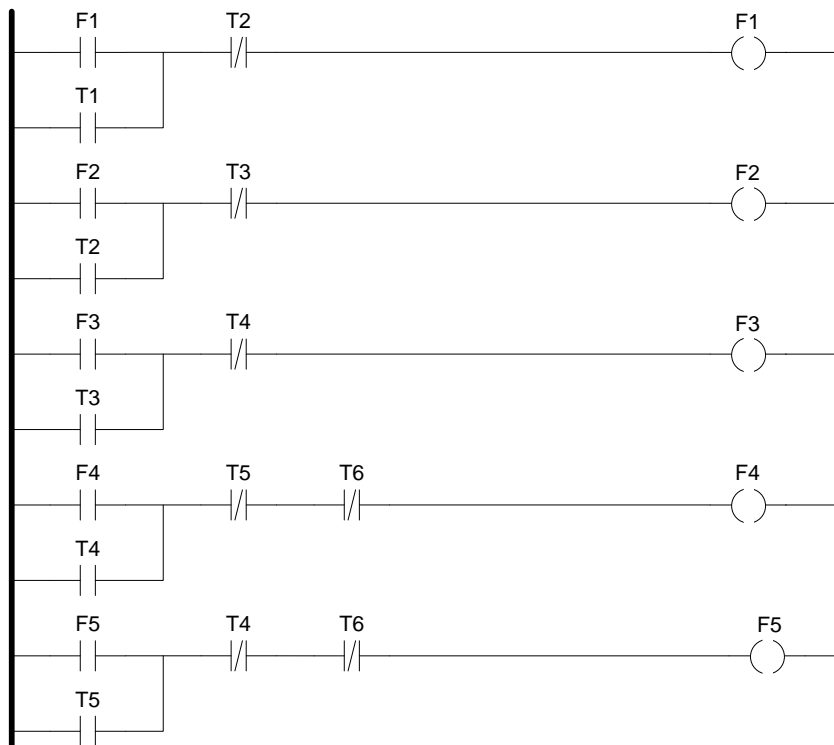 F1 T2 F1
T1
F2 T3 F2
T2
F3 T4 F3
T3
F4 T5 T6 F4
T4
F5 T4 T6 F5
T5